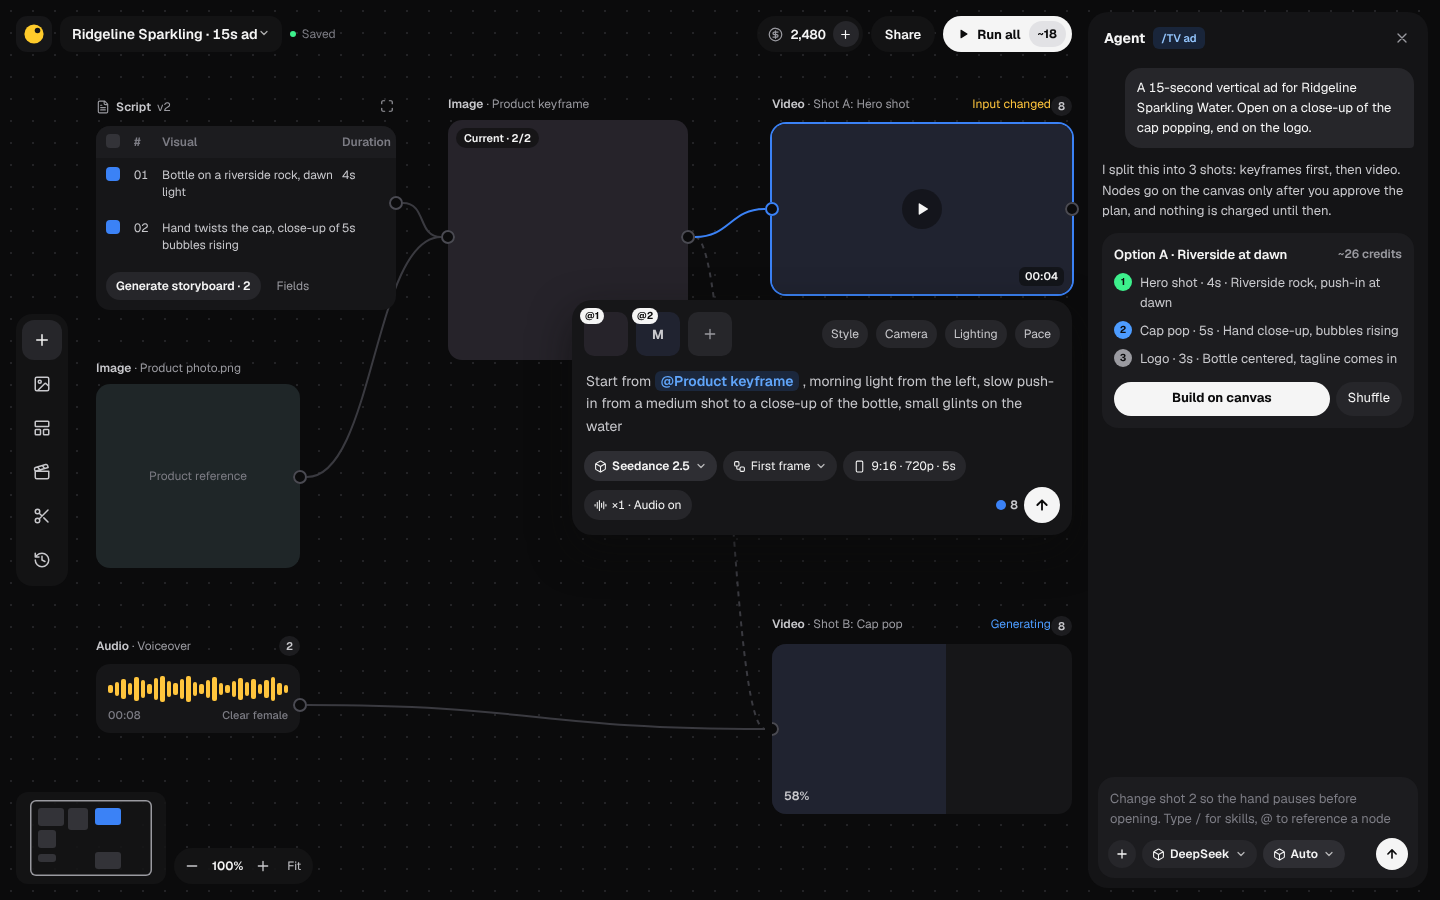 Ridgeline Sparkling · 15s ad
Saved
2,480
Share
Run all ~18
Script v2
# Visual Duration
01 Bottle on a riverside rock, dawn 4s
light
02 Hand twists the cap, close-up of 5s
bubbles rising
Generate storyboard · 2 Fields
Image · Product keyframe
Current · 2/2
Video · Shot A: Hero shot Input changed 8
00:04
@1 @2
M
Style Camera Lighting Pace
Start from @Product keyframe , morning light from the left, slow push-
in from a medium shot to a close-up of the bottle, small glints on the
water
Seedance 2.5 First frame 9:16 · 720p · 5s
×1 · Audio on 8
Image · Product photo.png
Product reference
Audio · Voiceover 2
00:08 Clear female
Video · Shot B: Cap pop Generating 8
58%
100% Fit
Agent /TV ad
A 15-second vertical ad for Ridgeline
Sparkling Water. Open on a close-up of the
cap popping, end on the logo.
I split this into 3 shots: keyframes first, then video.
Nodes go on the canvas only after you approve the
plan, and nothing is charged until then.
Option A · Riverside at dawn ~26 credits
1 Hero shot · 4s · Riverside rock, push-in at
dawn
2 Cap pop · 5s · Hand close-up, bubbles rising
3 Logo · 3s · Bottle centered, tagline comes in
Build on canvas Shuffle
Change shot 2 so the hand pauses before
opening. Type / for skills, @ to reference a node
DeepSeek Auto